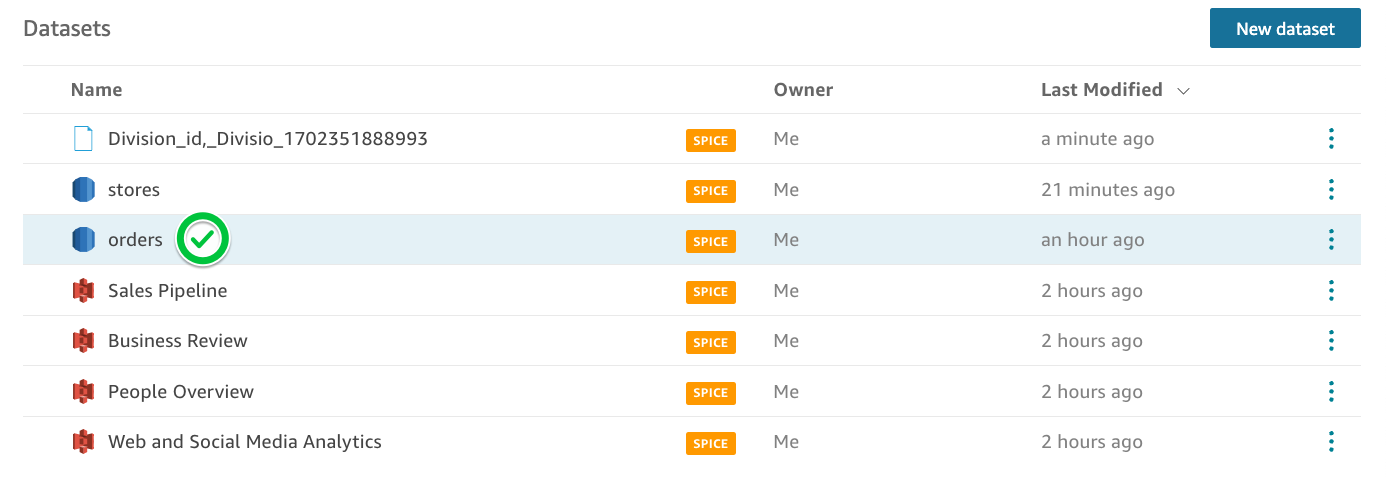 Datasets
New dataset
Name Owner Last Modified
Division_id,_Divisio_1702351888993 SPICE Me a minute ago
stores SPICE Me 21 minutes ago
orders SPICE Me an hour ago
Sales Pipeline SPICE Me 2 hours ago
Business Review SPICE Me 2 hours ago
People Overview SPICE Me 2 hours ago
Web and Social Media Analytics SPICE Me 2 hours ago